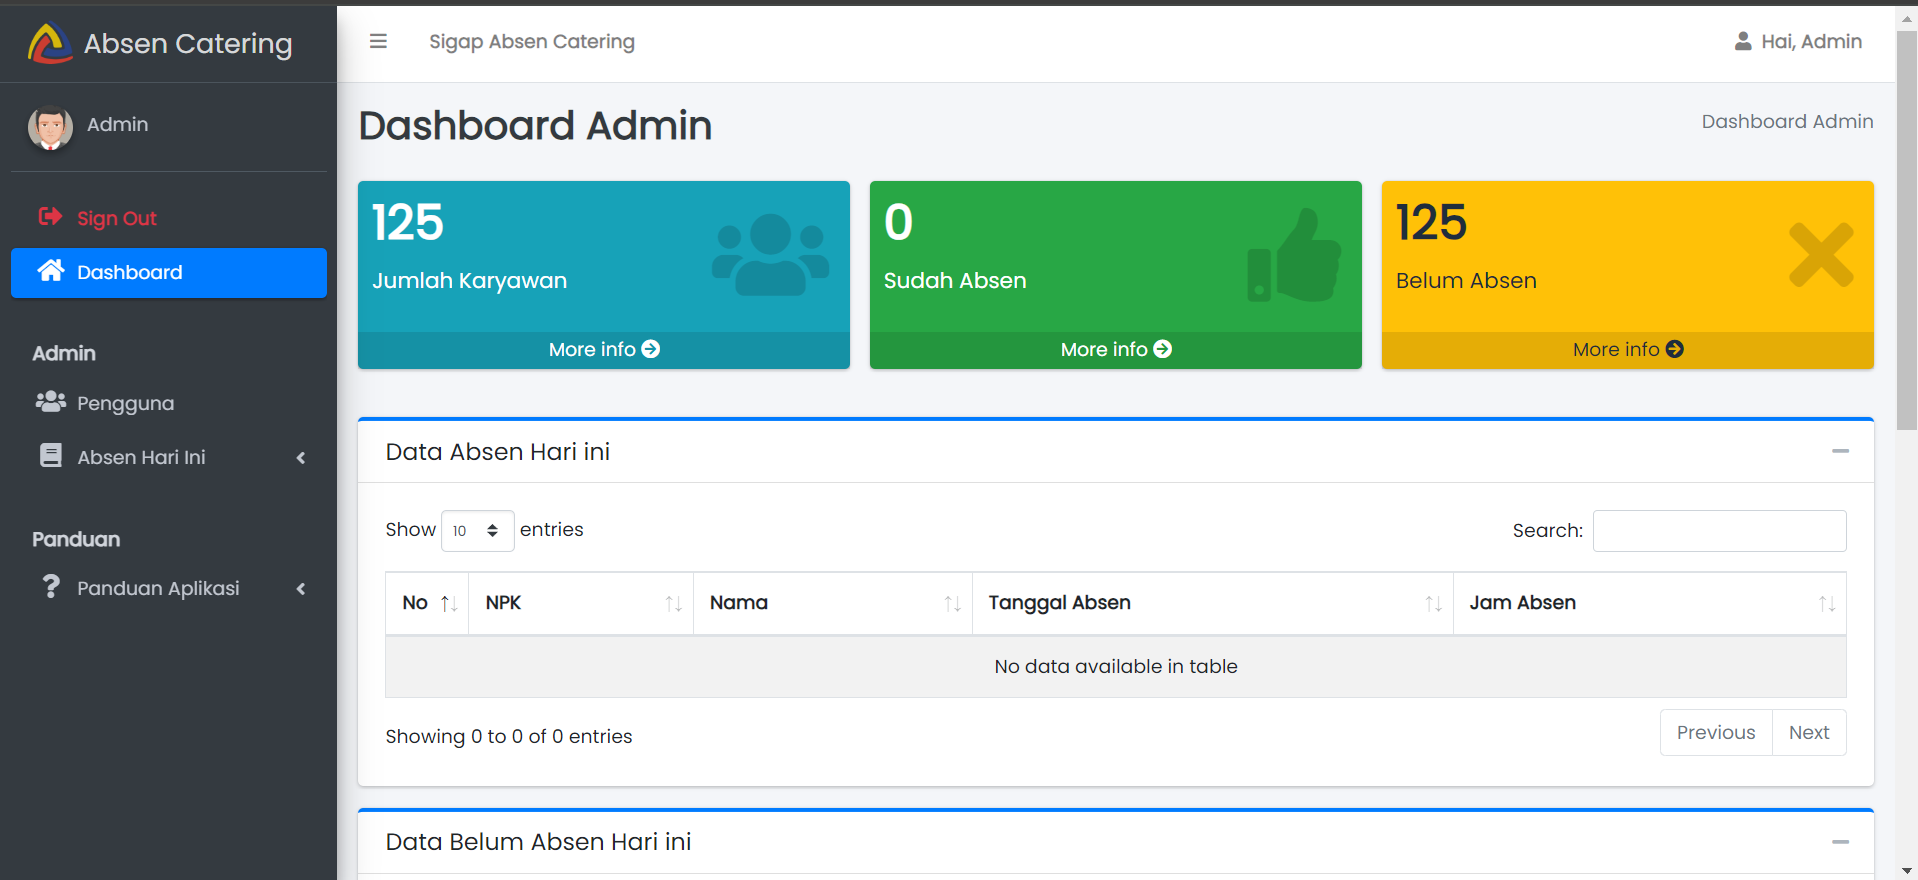 Absen Catering
Sigap Absen Catering
Hai, Admin
Admin
Sign Out
Dashboard
Admin
Pengguna
Absen Hari Ini
Panduan
Panduan Aplikasi
Dashboard Admin
Dashboard Admin
125
Jumlah Karyawan
More info
0
Sudah Absen
More info
125
Belum Absen
More info
Data Absen Hari ini
Show 10 entries
Search:
No NPK Nama Tanggal Absen Jam Absen
No data available in table
Showing 0 to 0 of 0 entries
Previous Next
Data Belum Absen Hari ini